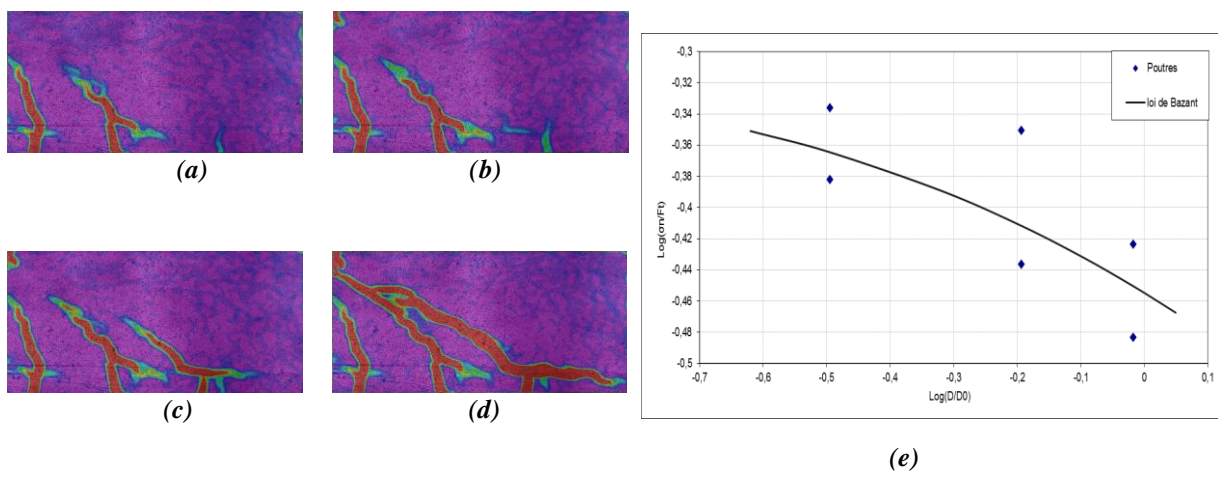 (a)
(b)
(c)
(d)
-0,3
-0,32
-0,34
-0,36
-0,38
-0,4
-0,42
-0,44
-0,46
-0,48
-0,5
Log(σn/Ft)
Poutres
loi de Bazant
-0,7
-0,6
-0,5
-0,4
-0,3
-0,2
-0,1
0
0,1
Log(D/D0)
(e)